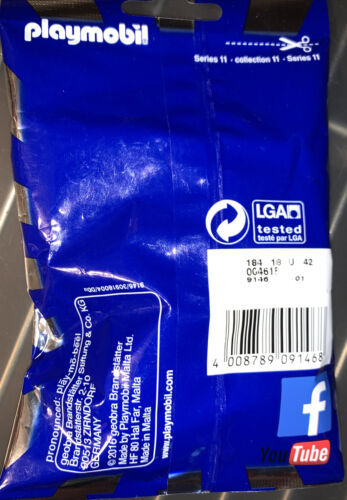 playmobil
Series 11 - collection 11 - Series 11
www.playmobil.com
LGA
tested
testé par LGA
184 18 U 42
00461
9146 01
4 008789 091468
f
YouTube
pronounced: play-mo-beel
geobra Brandstätter Stiftung & Co. KG
Brandstätterstr. 2-10
90513 ZIRNDORF
GERMANY
geobra Brandstätter
Made by Playmobil Malta Ltd.
HF 80 Hal Far, Malta
Made in Malta